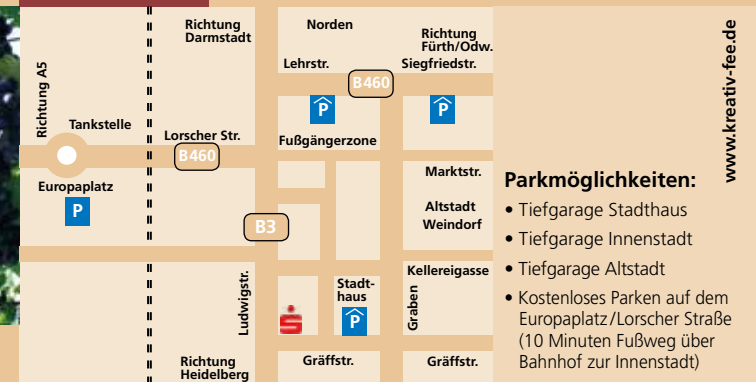 Richtung
Darmstadt
Norden
Richtung
Fürth/Odw.
Lehrstr.
Siegfriedstr.
B460
Richtung A5
P
P
Tankstelle
Lorscher Str.
Fußgängerzone
B460
Marktstr.
Europaplatz
P
Altstadt
Weindorf
B3
Kellereigasse
Ludwigstr.
Stadt-
haus
P
Graben
Richtung
Heidelberg
Gräffstr.
Gräffstr.
www.kreativ-fee.de
Parkmöglichkeiten:
• Tiefgarage Stadthaus
• Tiefgarage Innenstadt
• Tiefgarage Altstadt
• Kostenloses Parken auf dem
Europaplatz/Lorscher Straße
(10 Minuten Fußweg über
Bahnhof zur Innenstadt)